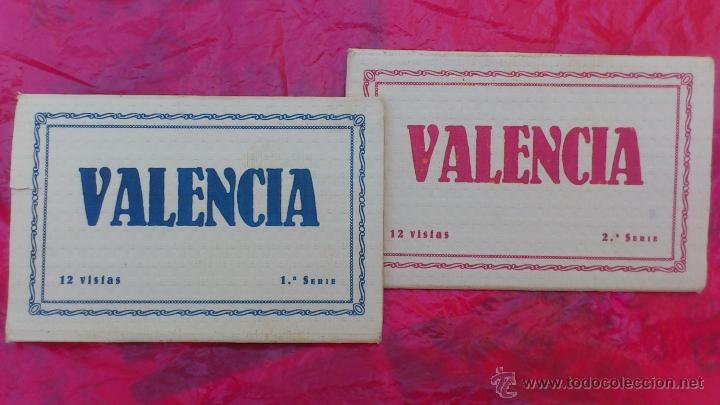 VALENCIA
12 vistas 1.ª SERIE
VALENCIA
12 vistas 2.ª SERIE
www.todocoleccion.net